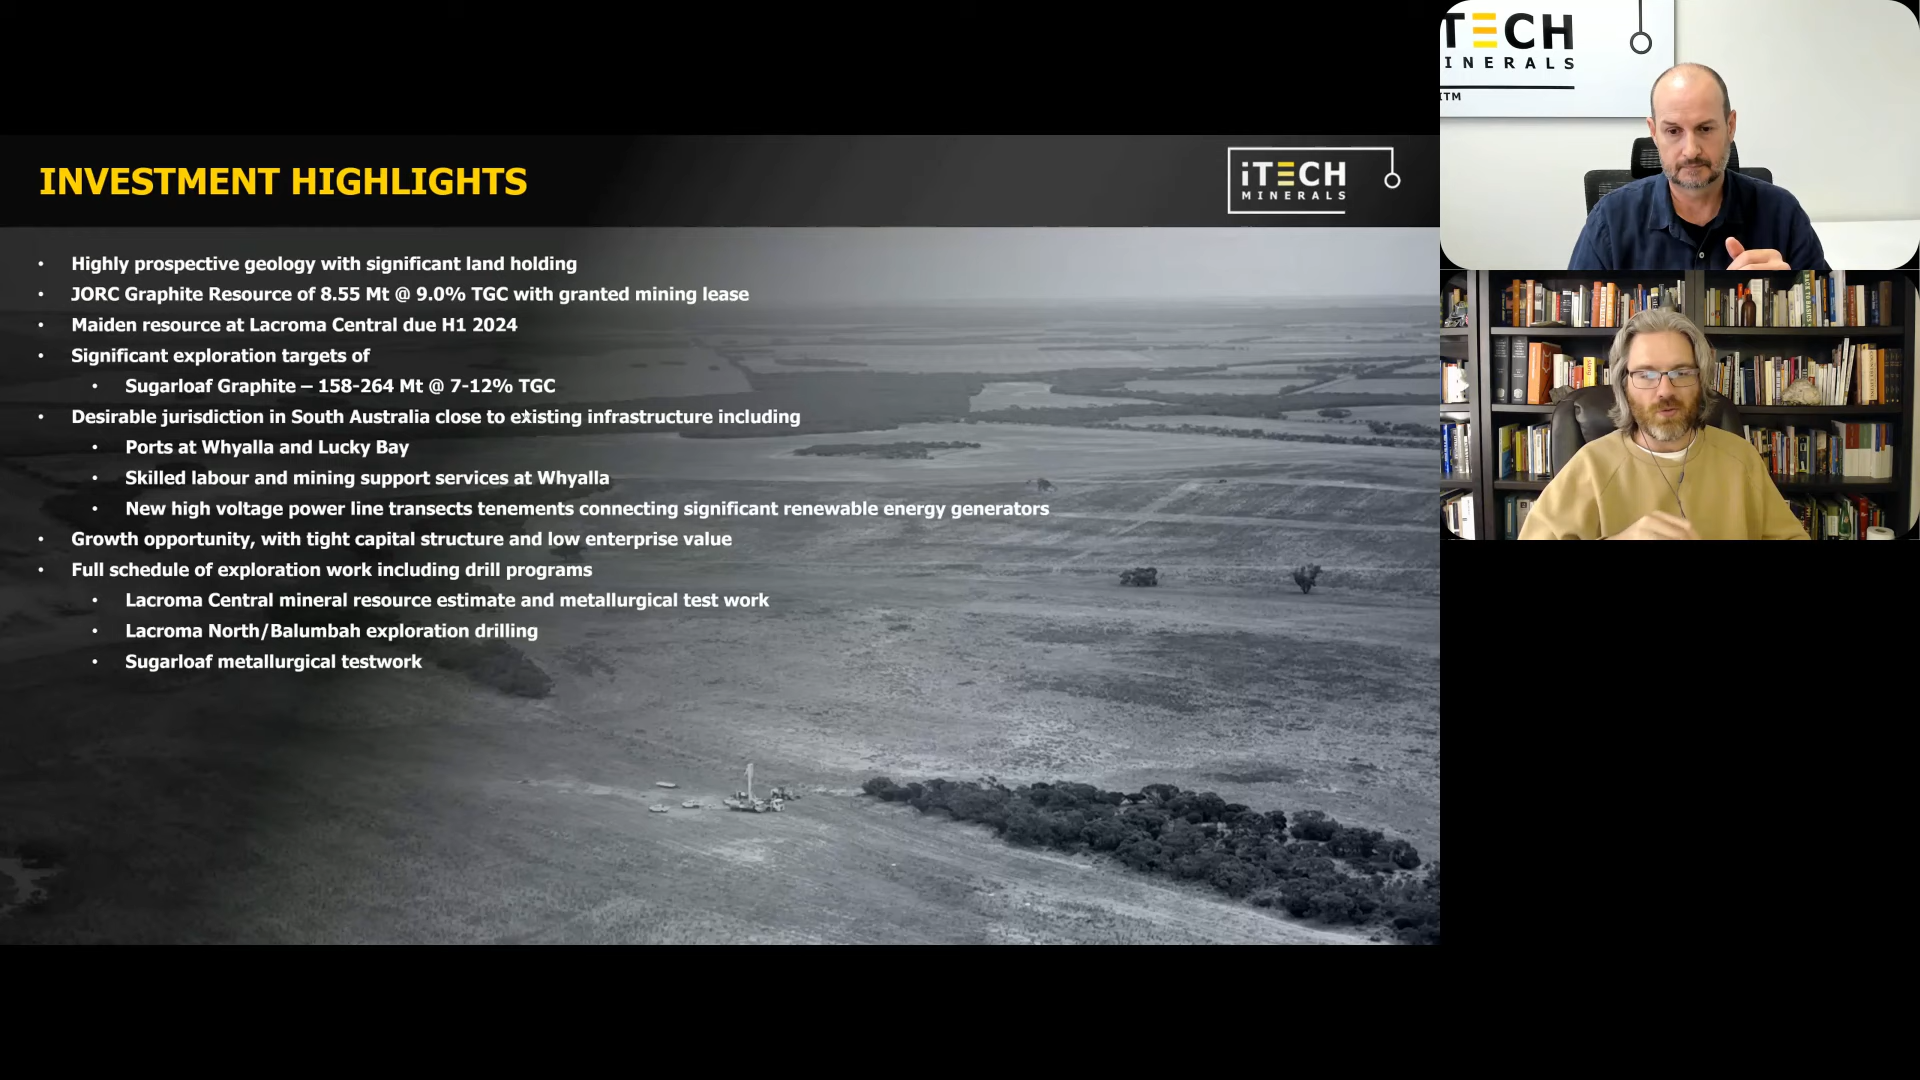 INVESTMENT HIGHLIGHTS
iTECH
MINERALS
• Highly prospective geology with significant land holding
• JORC Graphite Resource of 8.55 Mt @ 9.0% TGC with granted mining lease
• Maiden resource at Lacroma Central due H1 2024
• Significant exploration targets of
• Sugarloaf Graphite – 158-264 Mt @ 7-12% TGC
• Desirable jurisdiction in South Australia close to existing infrastructure including
• Ports at Whyalla and Lucky Bay
• Skilled labour and mining support services at Whyalla
• New high voltage power line transects tenements connecting significant renewable energy generators
• Growth opportunity, with tight capital structure and low enterprise value
• Full schedule of exploration work including drill programs
• Lacroma Central mineral resource estimate and metallurgical test work
• Lacroma North/Balumbah exploration drilling
• Sugarloaf metallurgical testwork
TECH
INERALS
ITM